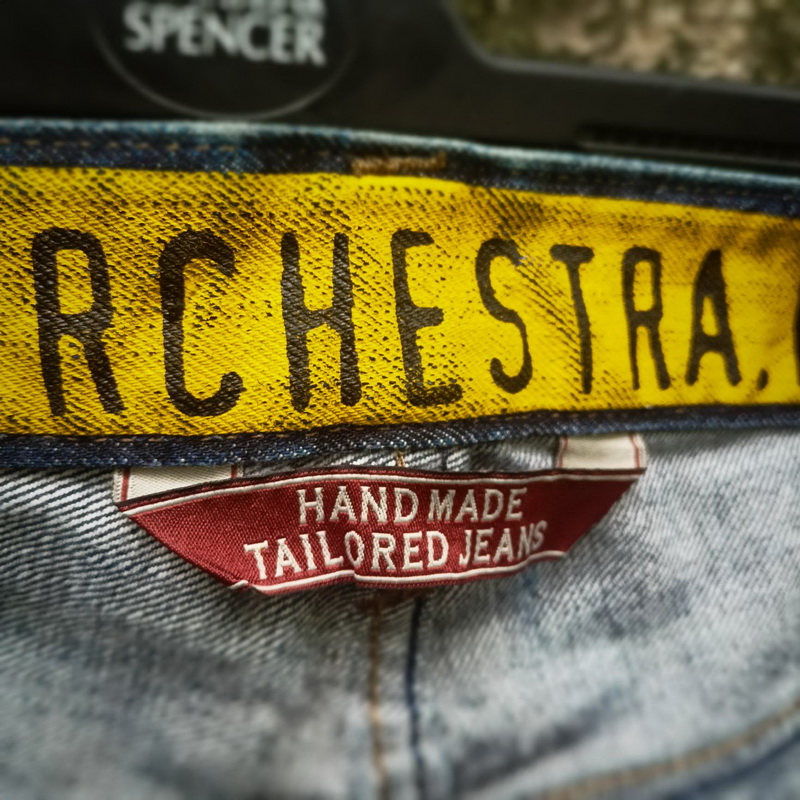 SPENCER
RCHESTRA.
HAND MADE
TAILORED JEANS